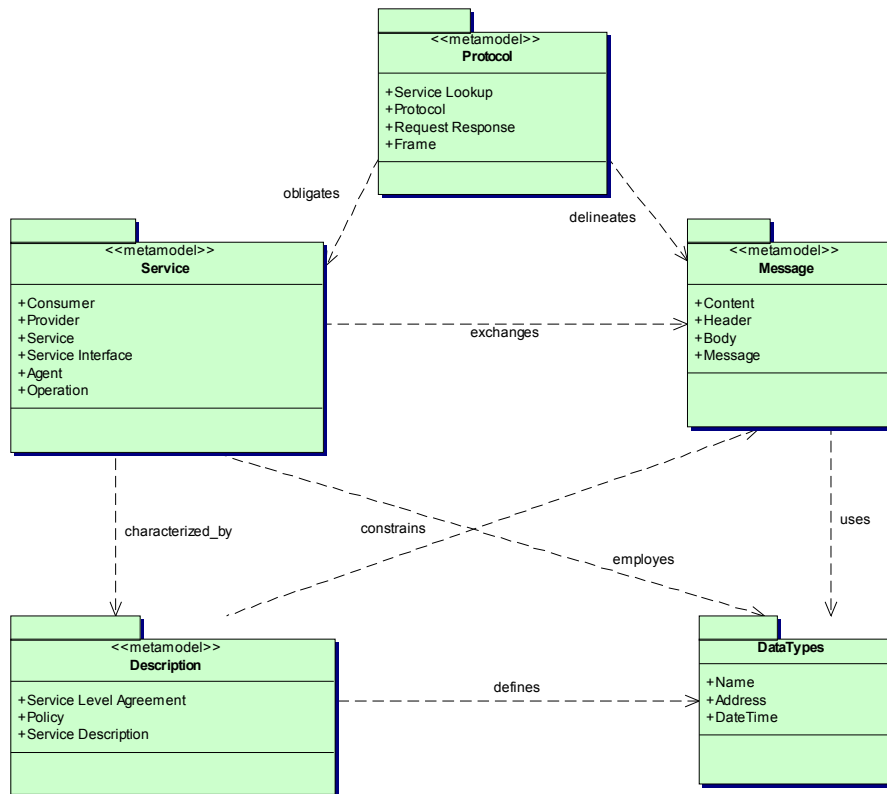 <<metamodel>>
Protocol
+Service Lookup
+Protocol
+Request Response
+Frame
obligates
delineates
<<metamodel>>
Service
+Consumer
+Provider
+Service
+Service Interface
+Agent
+Operation
exchanges
<<metamodel>>
Message
+Content
+Header
+Body
+Message
characterized_by
constrains
employes
uses
<<metamodel>>
Description
+Service Level Agreement
+Policy
+Service Description
defines
DataTypes
+Name
+Address
+DateTime